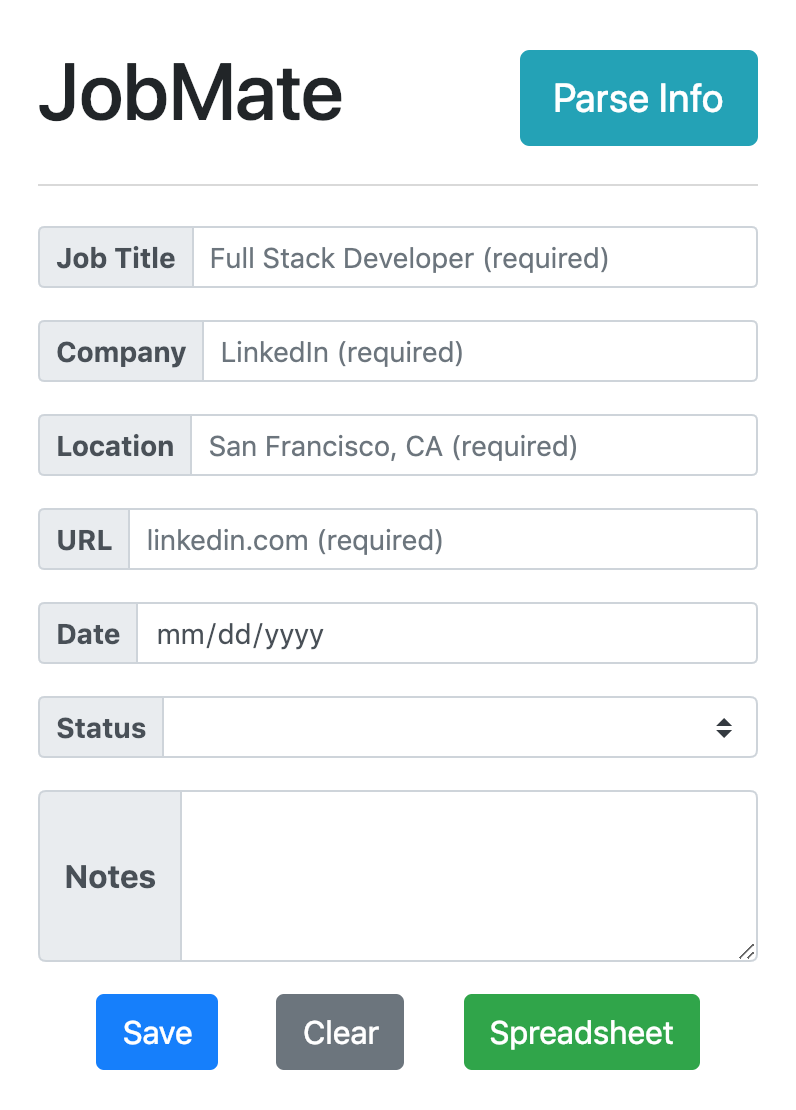 JobMate
Parse Info
Job Title Full Stack Developer (required)
Company LinkedIn (required)
Location San Francisco, CA (required)
URL linkedin.com (required)
Date mm/dd/yyyy
Status
Notes
Save Clear Spreadsheet